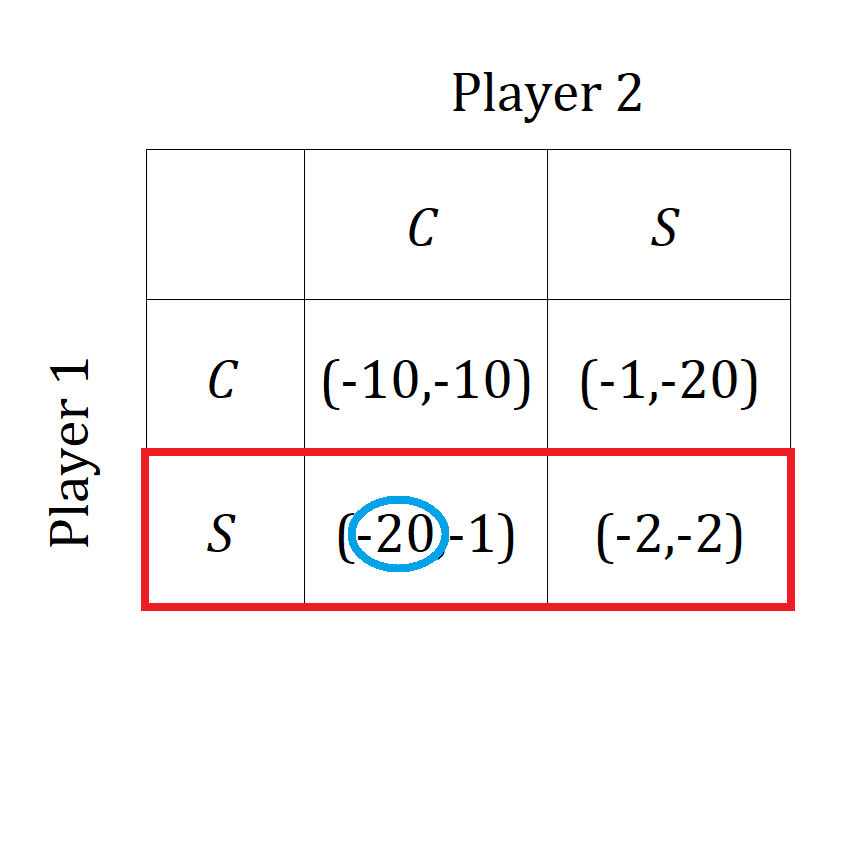 Player 2
C S
Player 1
C (-10,-10) (-1,-20)
S (-20,-1) (-2,-2)